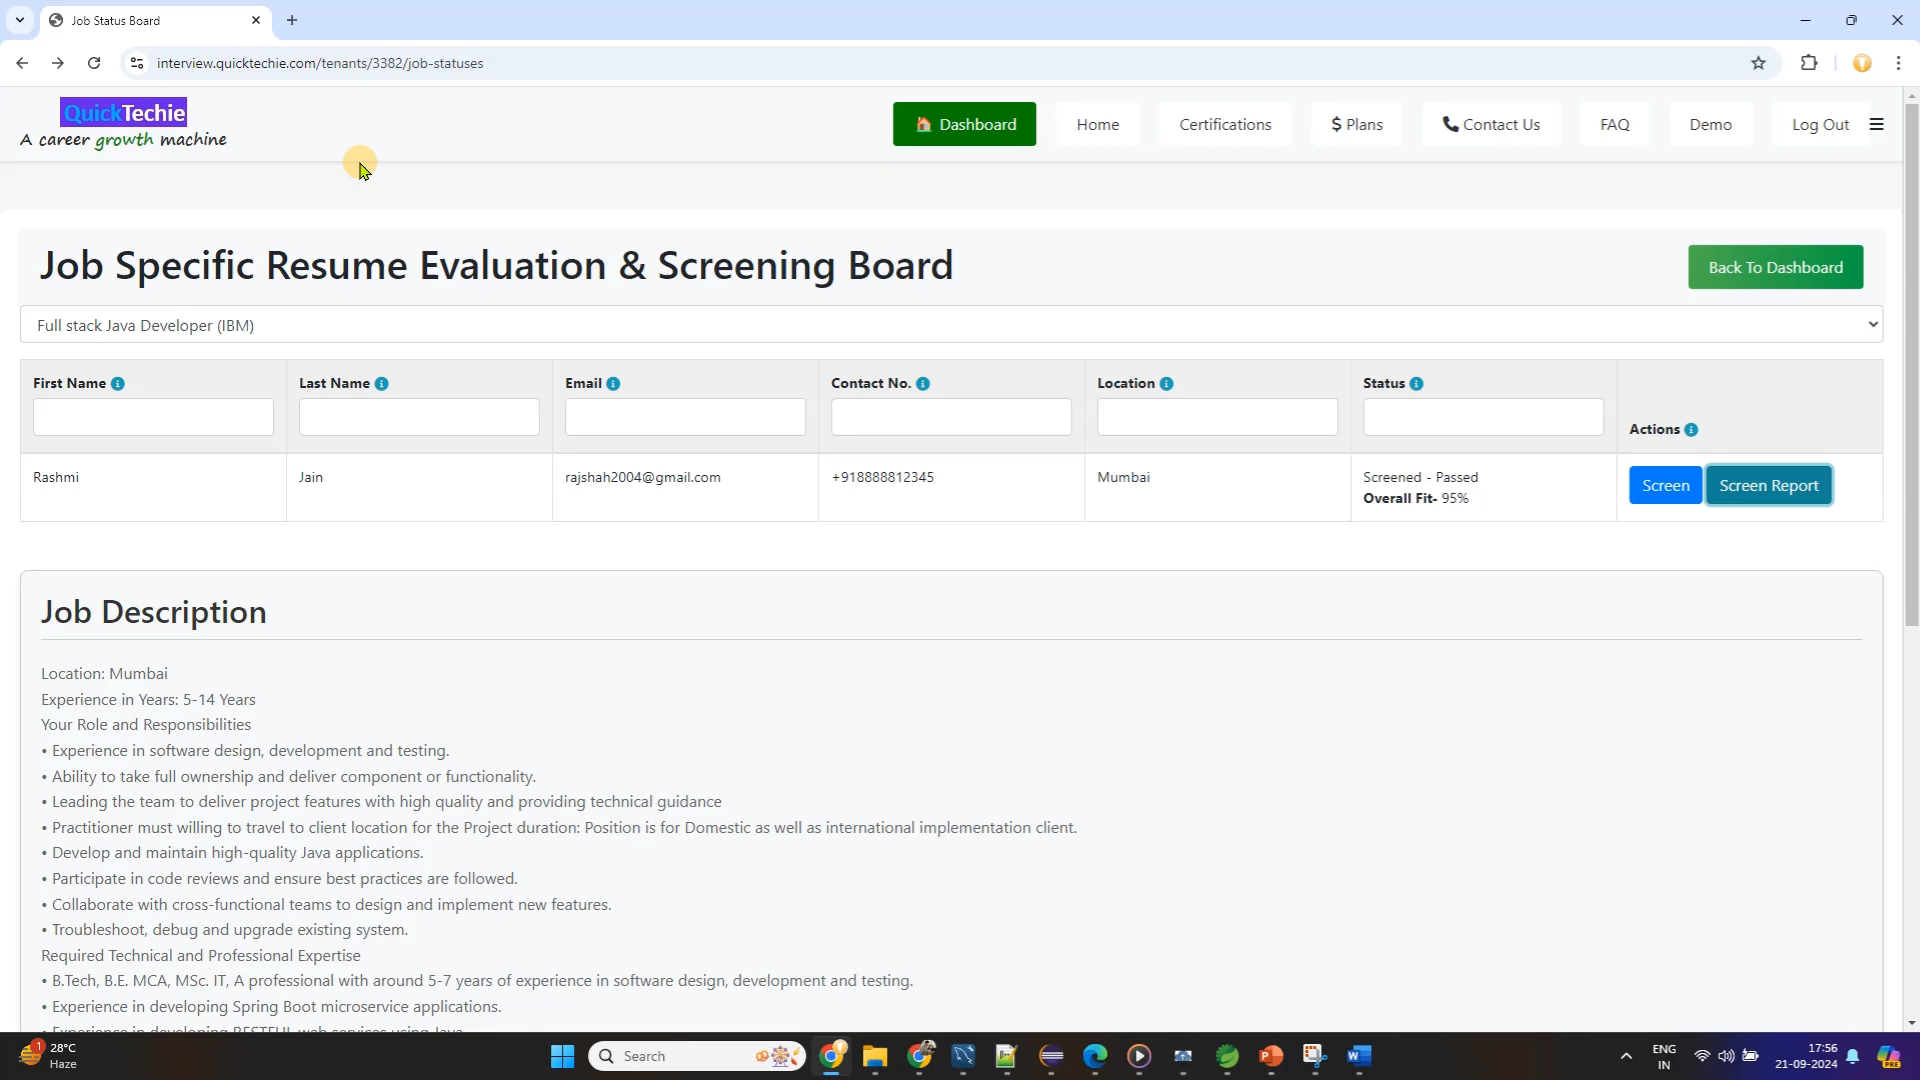 Job Status Board
interview.quicktechie.com/tenants/3382/job-statuses
QuickTechie
A career growth machine
Dashboard
Home
Certifications
$ Plans
Contact Us
FAQ
Demo
Log Out
Job Specific Resume Evaluation & Screening Board
Back To Dashboard
Full stack Java Developer (IBM)
First Name
Last Name
Email
Contact No.
Location
Status
Actions
Rashmi
Jain
rajshah2004@gmail.com
+918888812345
Mumbai
Screened - Passed
Overall Fit- 95%
Screen
Screen Report
Job Description
Location: Mumbai
Experience in Years: 5-14 Years
Your Role and Responsibilities
• Experience in software design, development and testing.
• Ability to take full ownership and deliver component or functionality.
• Leading the team to deliver project features with high quality and providing technical guidance
• Practitioner must willing to travel to client location for the Project duration: Position is for Domestic as well as international implementation client.
• Develop and maintain high-quality Java applications.
• Participate in code reviews and ensure best practices are followed.
• Collaborate with cross-functional teams to design and implement new features.
• Troubleshoot, debug and upgrade existing system.
Required Technical and Professional Expertise
• B.Tech, B.E. MCA, MSc. IT, A professional with around 5-7 years of experience in software design, development and testing.
• Experience in developing Spring Boot microservice applications.
• Experience in developing RESTFUL web services using Java
1
28°C
Haze
Search
ENG
IN
17:56
21-09-2024